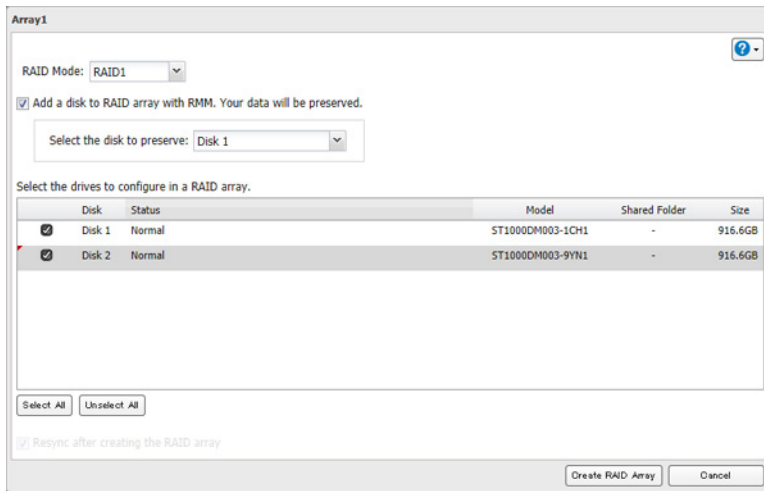 Array1
RAID Mode: RAID1
Add a disk to RAID array with RMM. Your data will be preserved.
Select the disk to preserve: Disk 1
Select the drives to configure in a RAID array.
Disk Status Model Shared Folder Size
Disk 1 Normal ST1000DM003-1CH1 - 916.6GB
Disk 2 Normal ST1000DM003-9YN1 - 916.6GB
Select All Unselect All
Resync after creating the RAID array
Create RAID Array Cancel